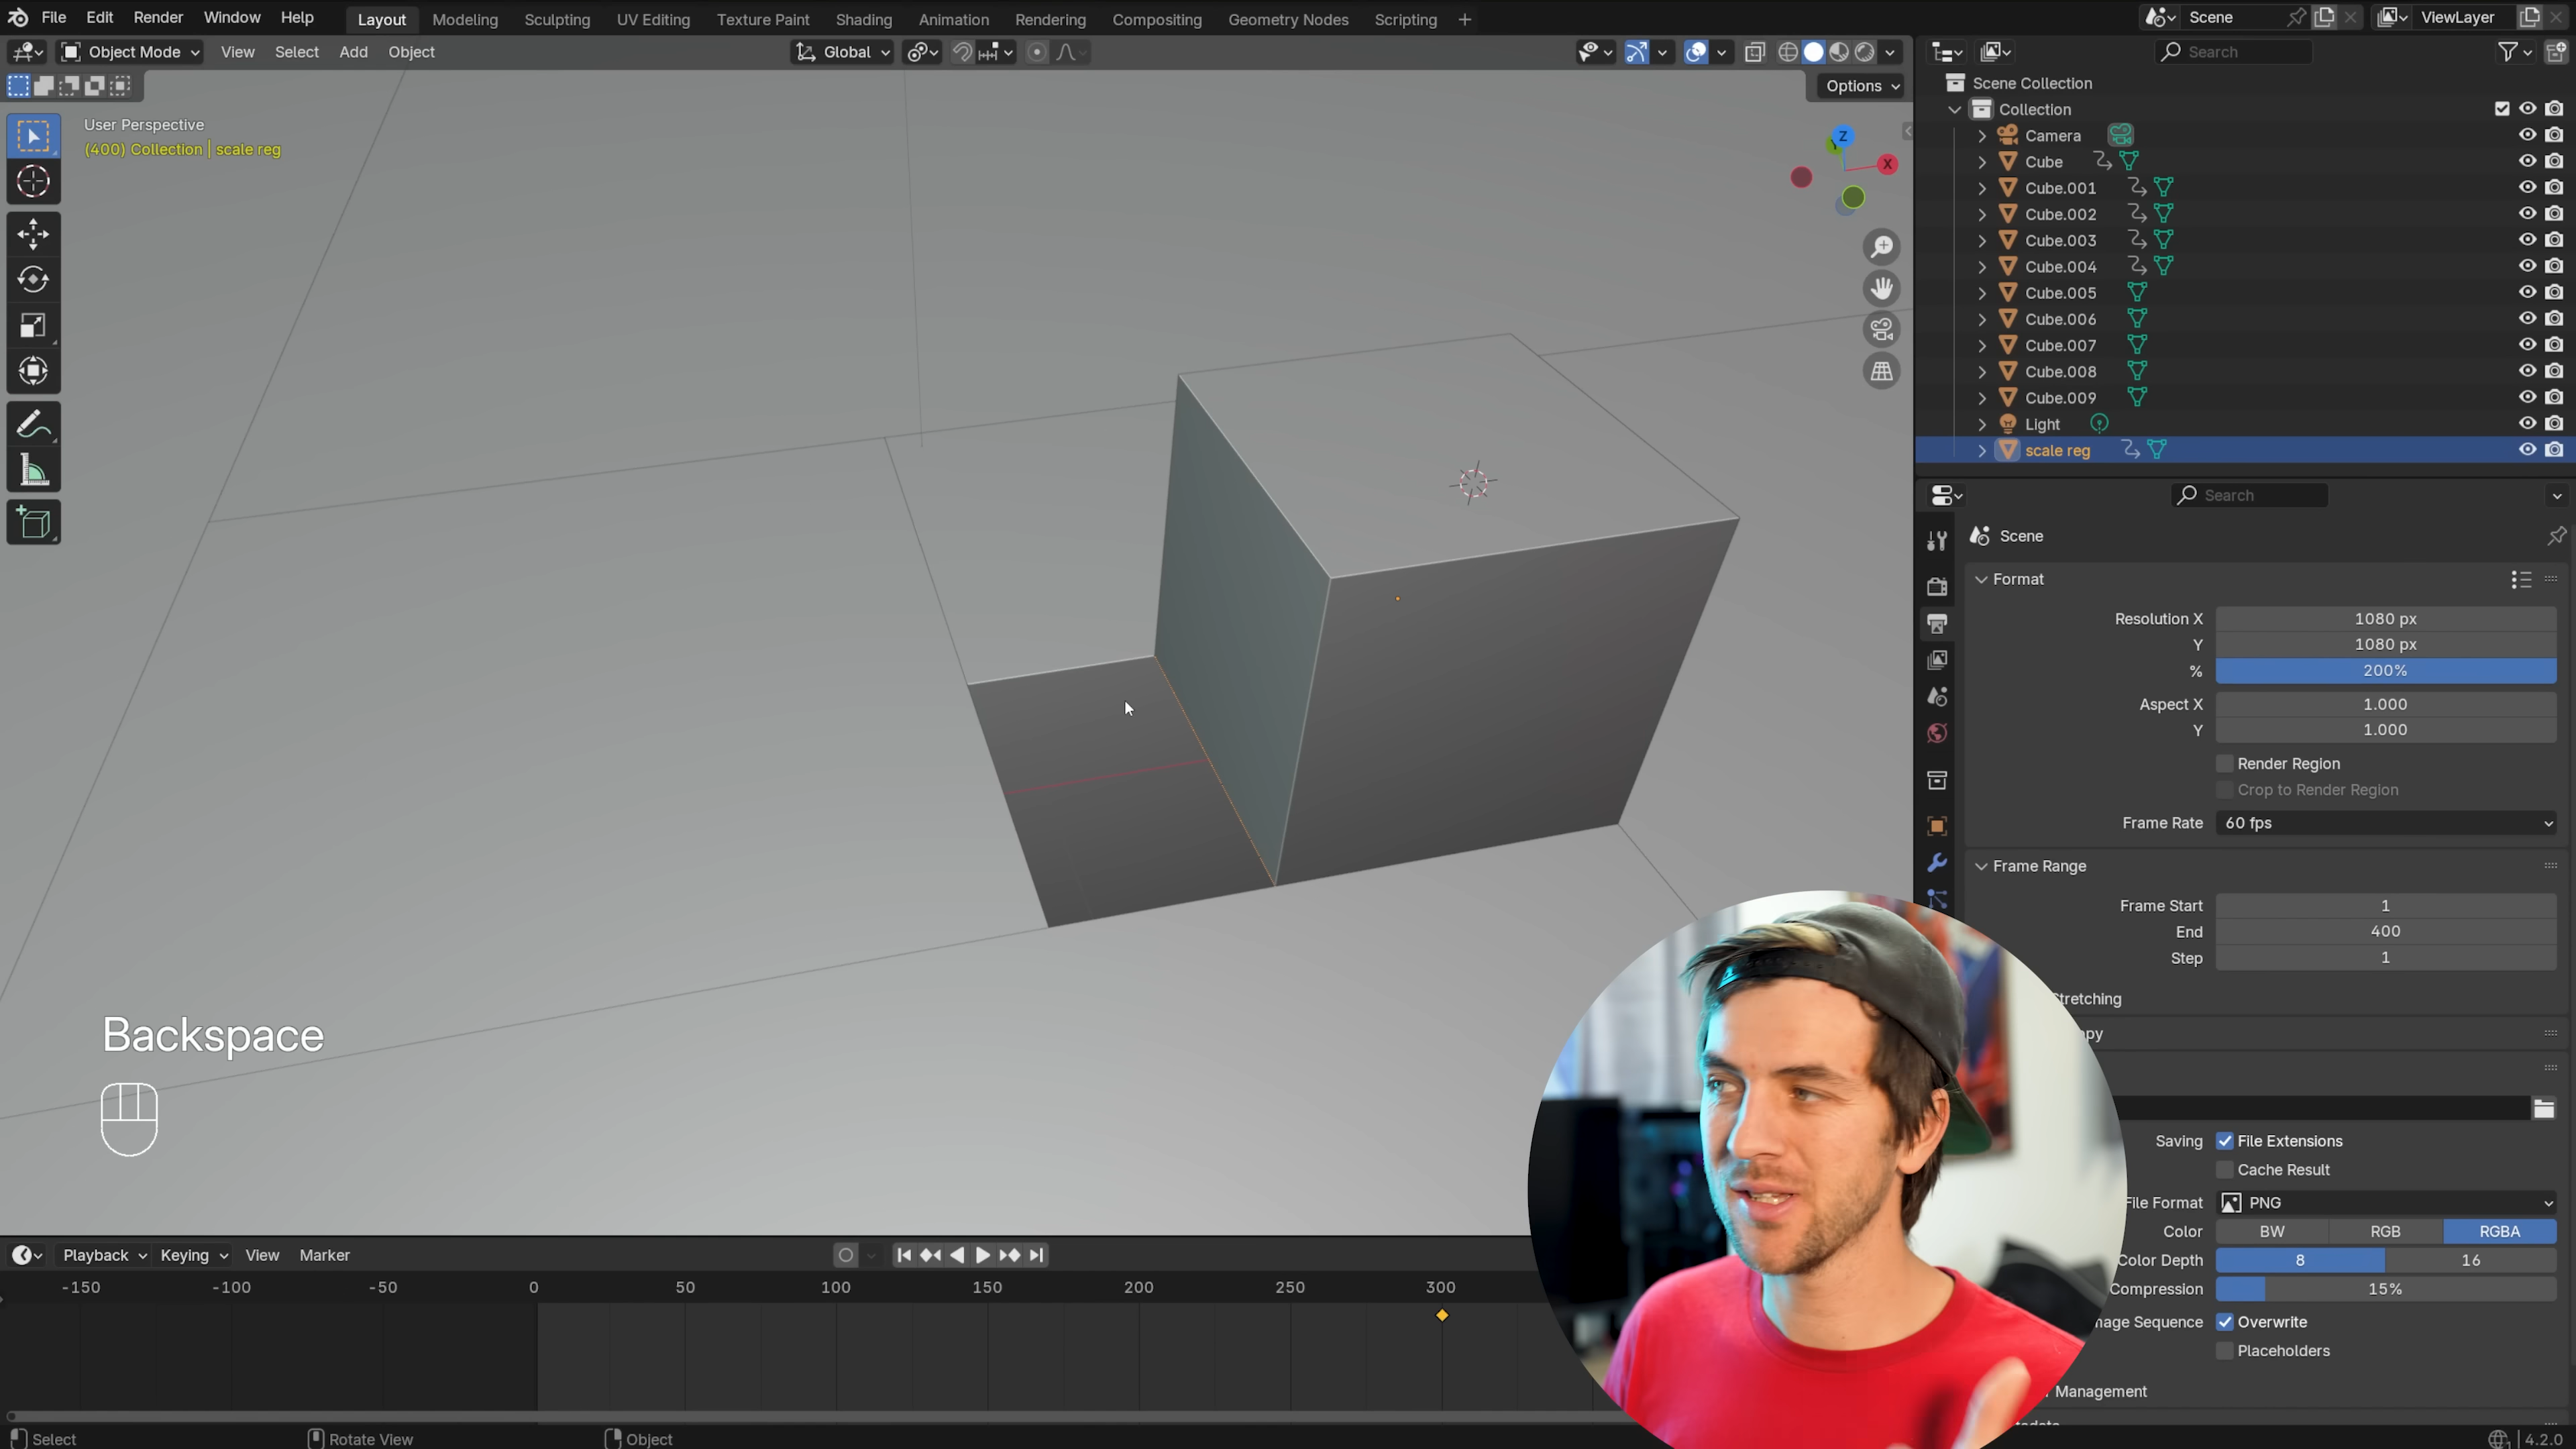 File Edit Render Window Help Layout Modeling Sculpting UV Editing Texture Paint Shading Animation Rendering Compositing Geometry Nodes Scripting + Scene ViewLayer
Object Mode View Select Add Object Global Search
Options
User Perspective
(400) Collection | scale reg
Z
Y
X
Scene Collection
Collection
Camera
Cube
Cube.001
Cube.002
Cube.003
Cube.004
Cube.005
Cube.006
Cube.007
Cube.008
Cube.009
Light
scale reg
Search
Scene
Format
Resolution X 1080 px
Y 1080 px
% 200%
Aspect X 1.000
Y 1.000
Render Region
Crop to Render Region
Frame Rate 60 fps
Frame Range
Frame Start 1
End 400
Step 1
Stretching
py
Saving File Extensions
Cache Result
File Format PNG
Color BW RGB RGBA
Color Depth 8 16
Compression 15%
mage Sequence Overwrite
Placeholders
Management
Backspace
Playback Keying View Marker
-150 -100 -50 0 50 100 150 200 250 300
Select Rotate View Object 4.2.0